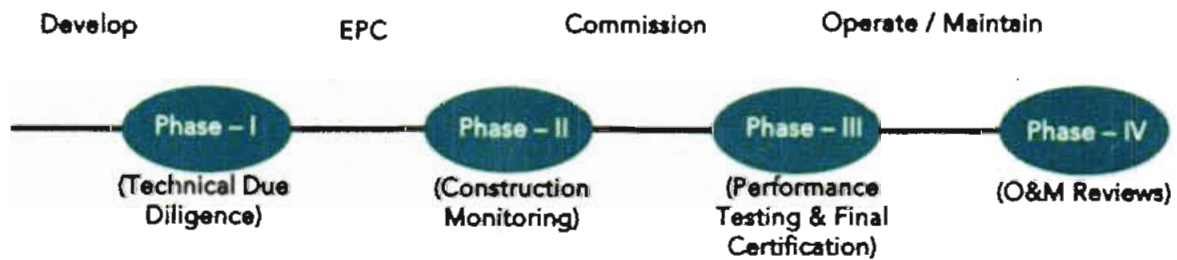 Develop
EPC
Commission
Operate / Maintain
Phase – I
Phase – II
Phase – III
Phase – IV
(Technical Due
Diligence)
(Construction
Monitoring)
(Performance
Testing & Final
Certification)
(O&M Reviews)